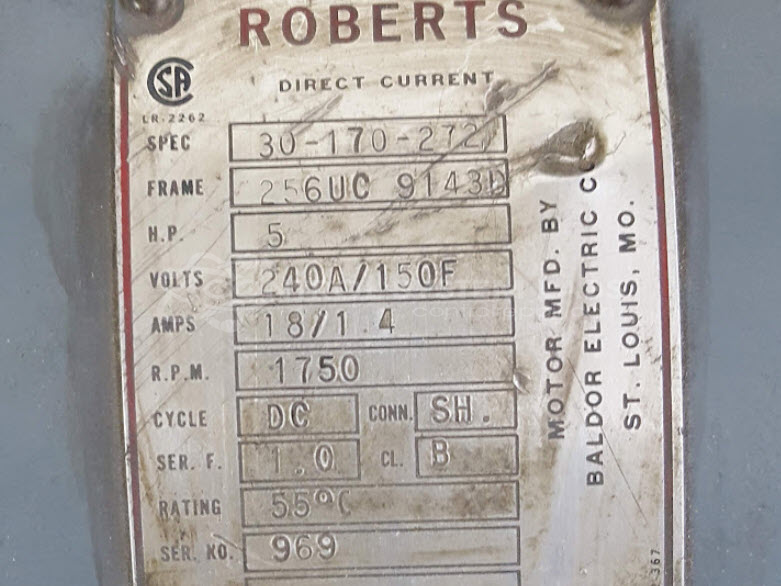 ROBERTS
CSA
DIRECT CURRENT
LR-2262
SPEC 30-170-272
FRAME 256UC 9143D
H.P. 5
VOLTS 240A/150F
AMPS 18/1.4
R.P.M. 1750
CYCLE DC CONN. SH.
SER. F. 1.0 CL. B
RATING 55°C
SER. NO. 969
MOTOR MFD. BY
BALDOR ELECTRIC
ST. LOUIS, MO.
367